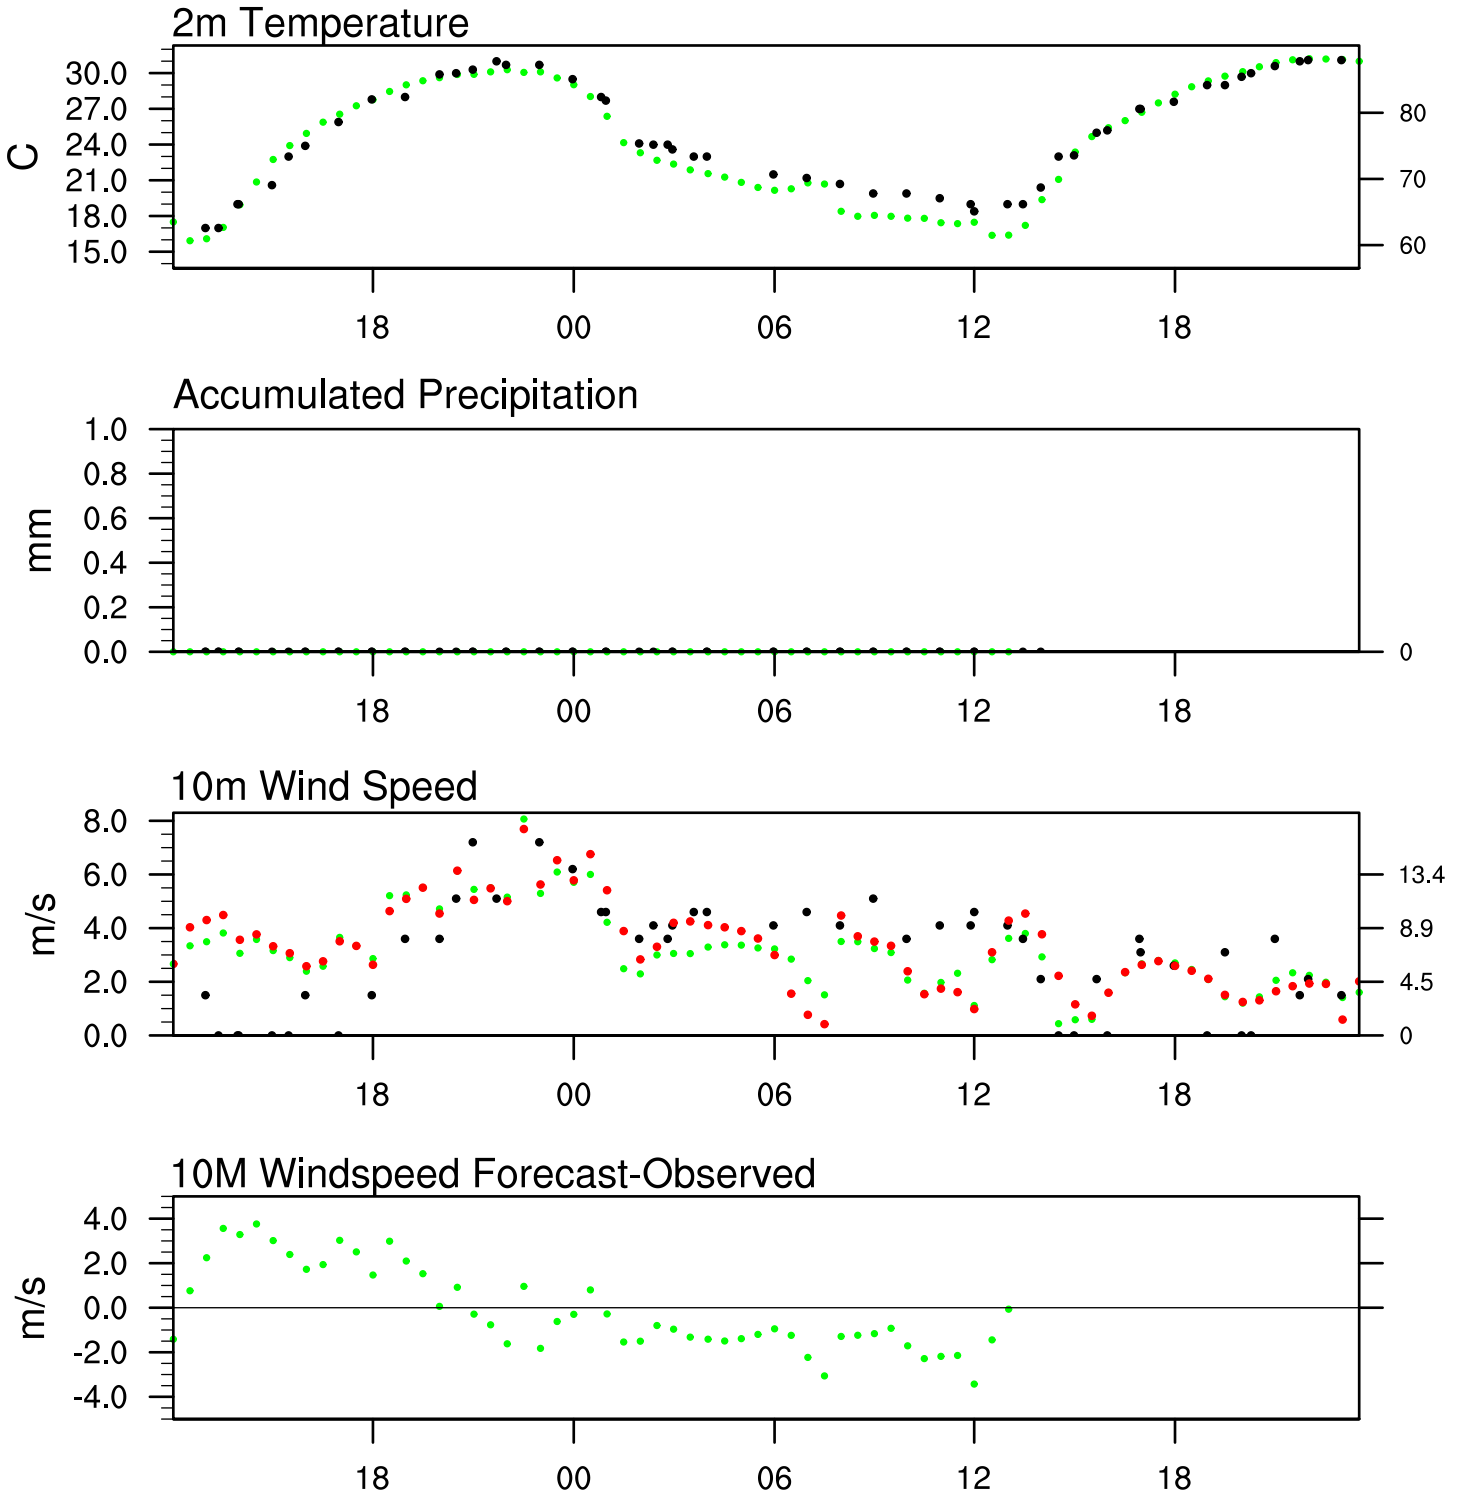 2m Temperature
30.0
27.0
24.0
21.0
18.0
15.0
C
80
70
60
18 00 06 12 18
Accumulated Precipitation
1.0
0.8
0.6
0.4
0.2
0.0
mm
0
18 00 06 12 18
10m Wind Speed
8.0
6.0
4.0
2.0
0.0
m/s
13.4
8.9
4.5
0
18 00 06 12 18
10M Windspeed Forecast-Observed
4.0
2.0
0.0
-2.0
-4.0
m/s
18 00 06 12 18